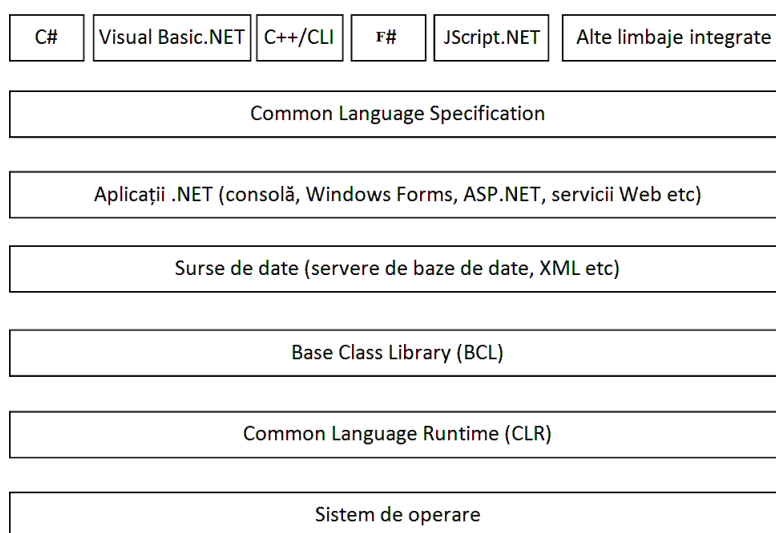 C# Visual Basic.NET C++/CLI F# JScript.NET Alte limbaje integrate
Common Language Specification
Aplicații .NET (consolă, Windows Forms, ASP.NET, servicii Web etc)
Surse de date (servere de baze de date, XML etc)
Base Class Library (BCL)
Common Language Runtime (CLR)
Sistem de operare